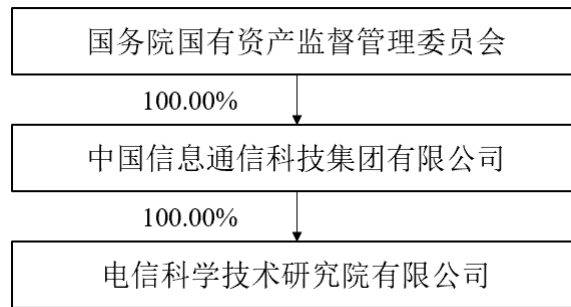 国务院国有资产监督管理委员会
100.00%
中国信息通信科技集团有限公司
100.00%
电信科学技术研究院有限公司